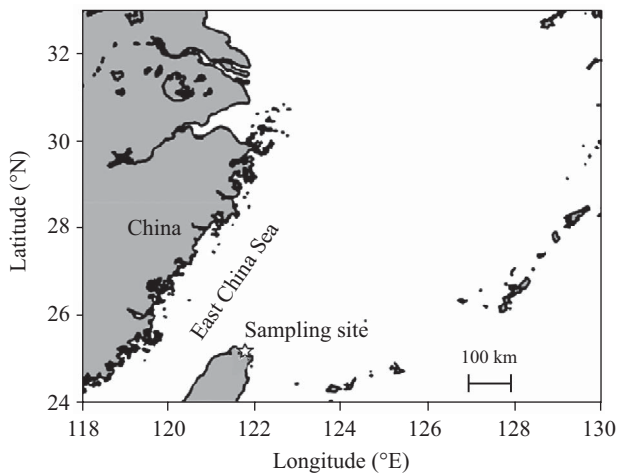 32
30
28
26
24
Latitude (°N)
China
East China Sea
Sampling site
100 km
118
120
122
124
126
128
130
Longitude (°E)